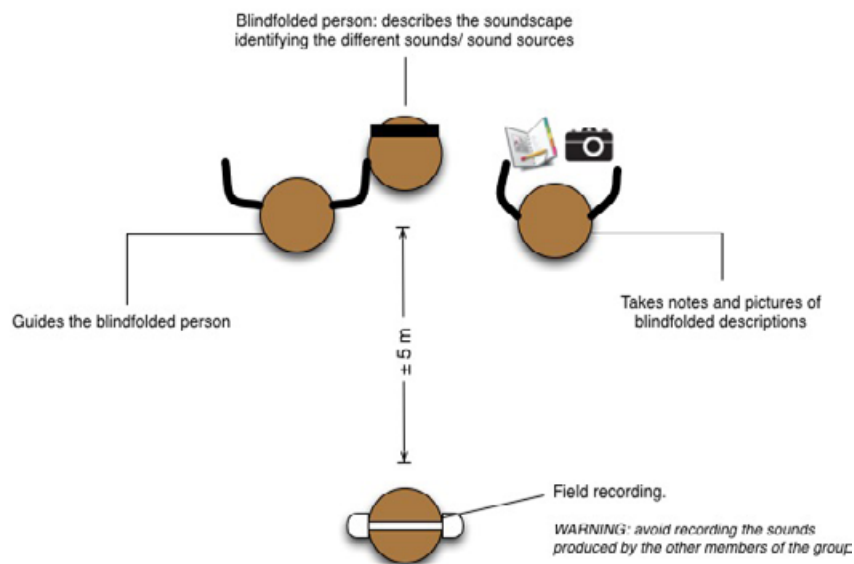 Blindfolded person: describes the soundscape
identifying the different sounds/ sound sources
Guides the blindfolded person
Takes notes and pictures of
blindfolded descriptions
± 5 m
Field recording.
WARNING: avoid recording the sounds
produced by the other members of the group.